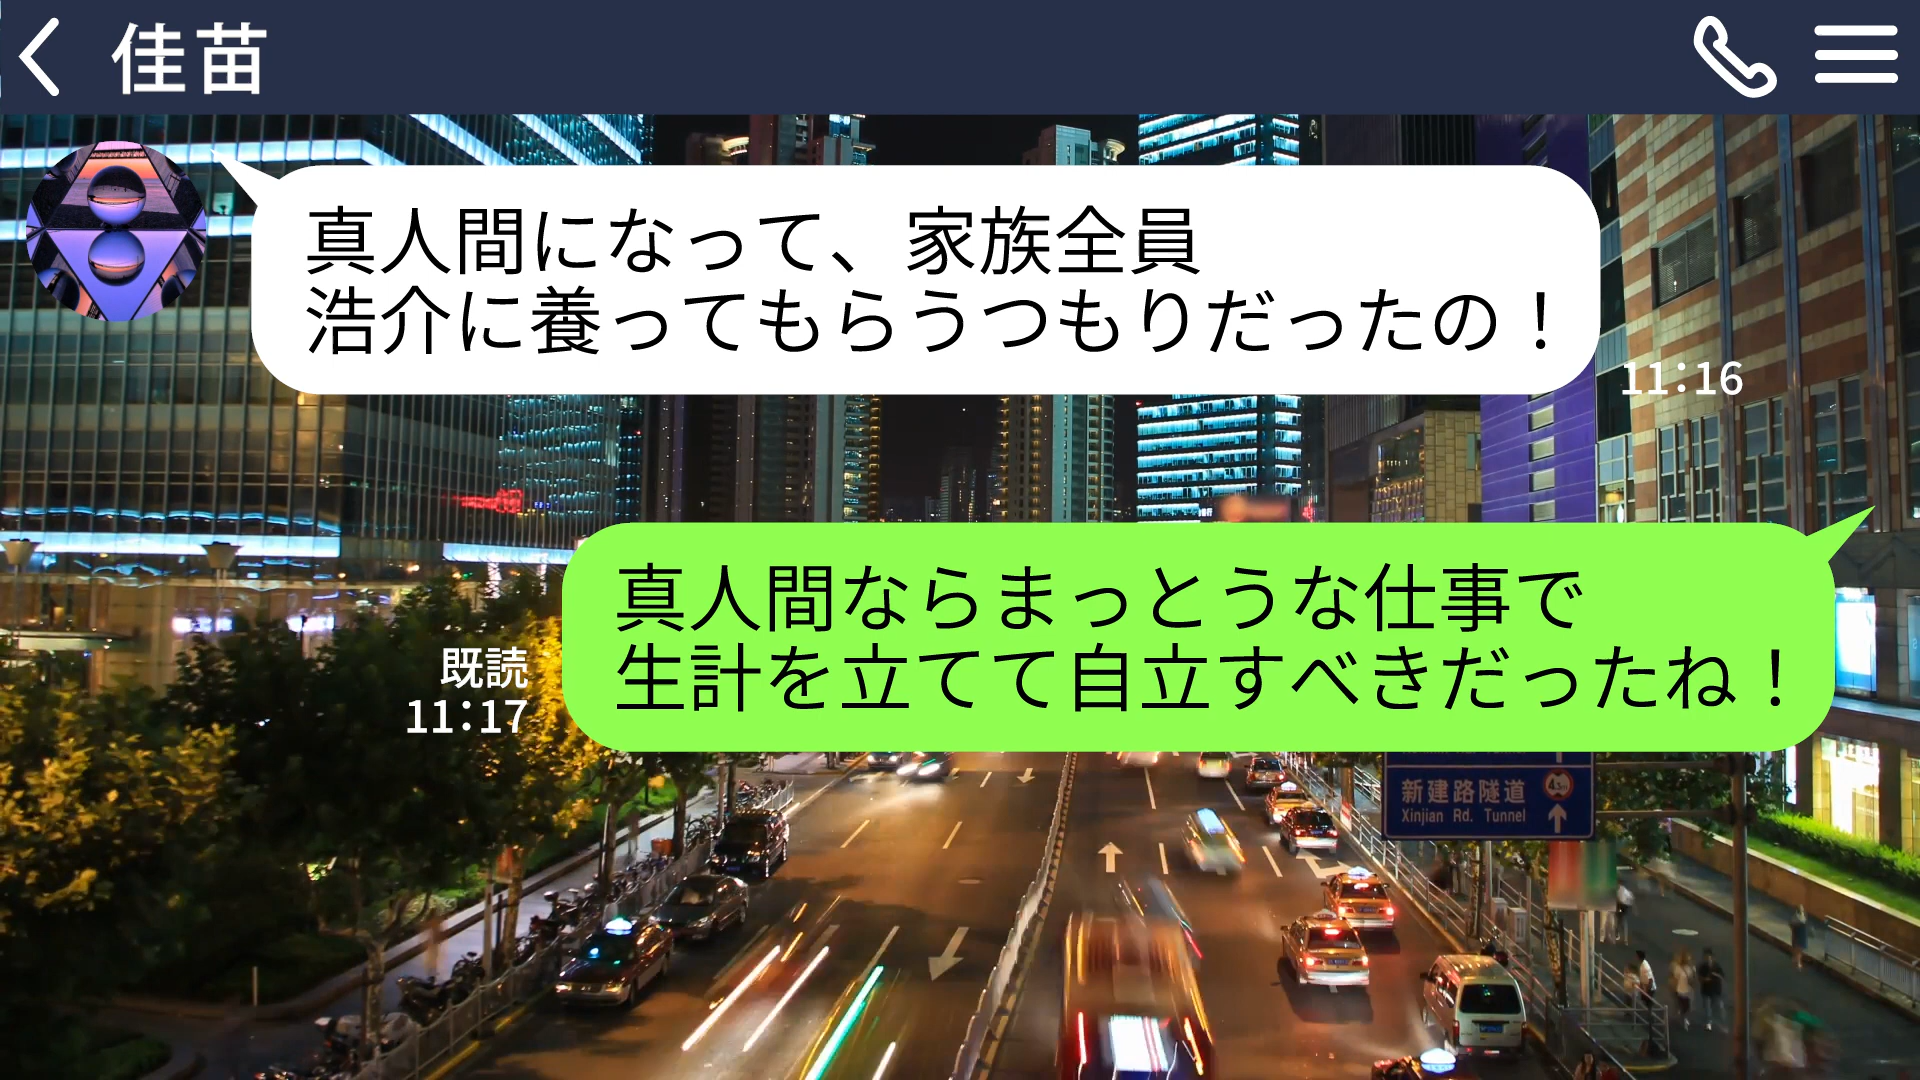 佳苗
真人間になって、家族全員
浩介に養ってもらうつもりだったの！
11:16
真人間ならまっとうな仕事で
生計を立てて自立すべきだったね！
既読
11:17
新建路隧道
Xinjian Rd. Tunnel
4.5m